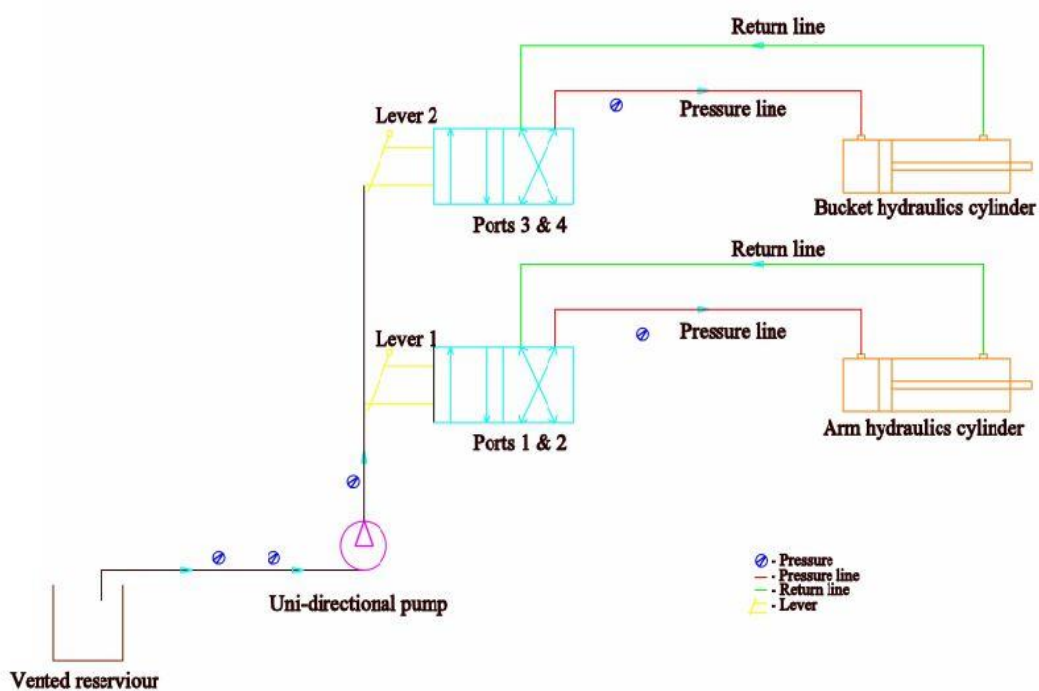 Return line
Pressure line
Lever 2
Ports 3 & 4
Bucket hydraulics cylinder
Return line
Pressure line
Lever 1
Ports 1 & 2
Arm hydraulics cylinder
- Pressure
- Pressure line
- Return line
- Lever
Uni-directional pump
Vented reserviour